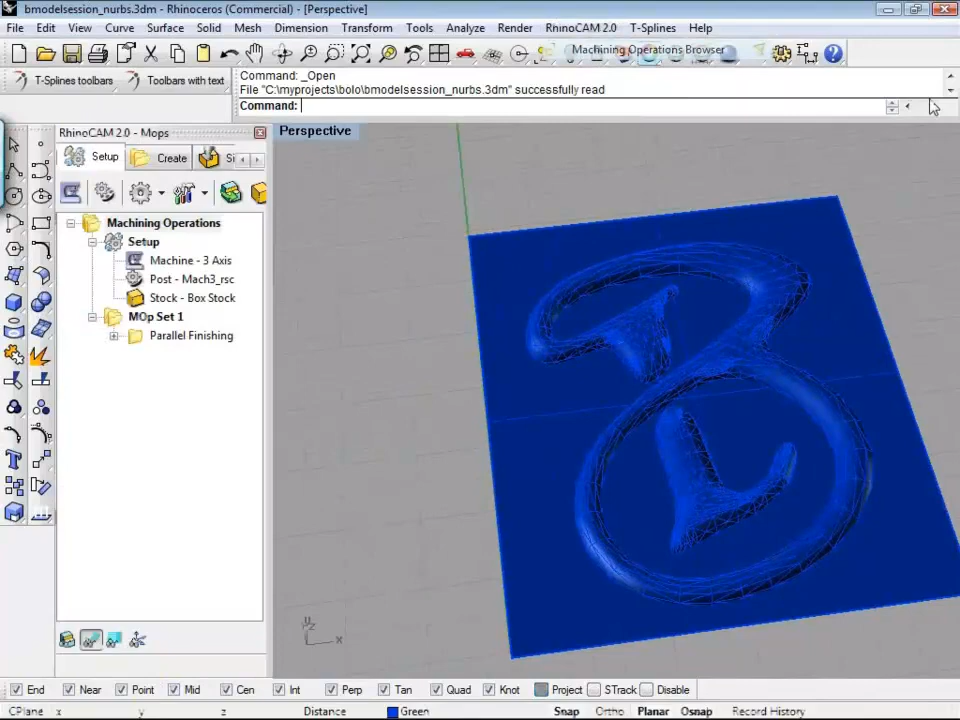 bmodelsession_nurbs.3dm - Rhinoceros (Commercial) - [Perspective]
File Edit View Curve Surface Solid Mesh Dimension Transform Tools Analyze Render RhinoCAM 2.0 T-Splines Help
Machining Operations Browser
T-Splines toolbars Toolbars with text
Command: _Open
File "C:\myprojects\bolo\bmodelsession_nurbs.3dm" successfully read
Command:
RhinoCAM 2.0 - Mops
Perspective
Setup Create Si
Machining Operations
Setup
Machine - 3 Axis
Post - Mach3_rsc
Stock - Box Stock
MOp Set 1
Parallel Finishing
x
End Near Point Mid Cen Int Perp Tan Quad Knot Project STrack Disable
CPlane x y z Distance Green Snap Ortho Planar Osnap Record History